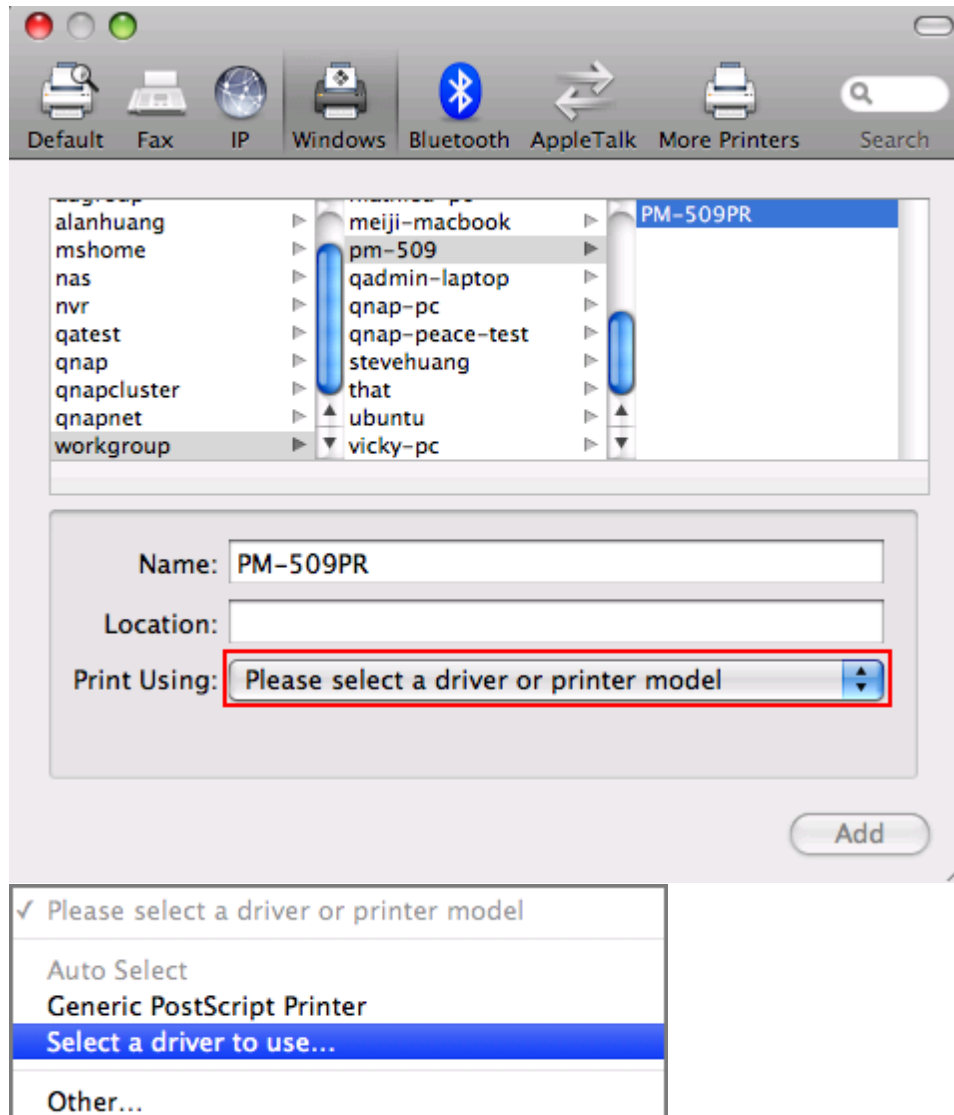 Default Fax IP Windows Bluetooth AppleTalk More Printers Search
alanhuang
mshome
nas
nvr
qatest
qnap
qnapcluster
qnapnet
workgroup
meiji-macbook
pm-509
qadmin-laptop
qnap-pc
qnap-peace-test
stevehuang
that
ubuntu
vicky-pc
PM-509PR
Name: PM-509PR
Location:
Print Using: Please select a driver or printer model
Add
✓ Please select a driver or printer model
Auto Select
Generic PostScript Printer
Select a driver to use...
Other...